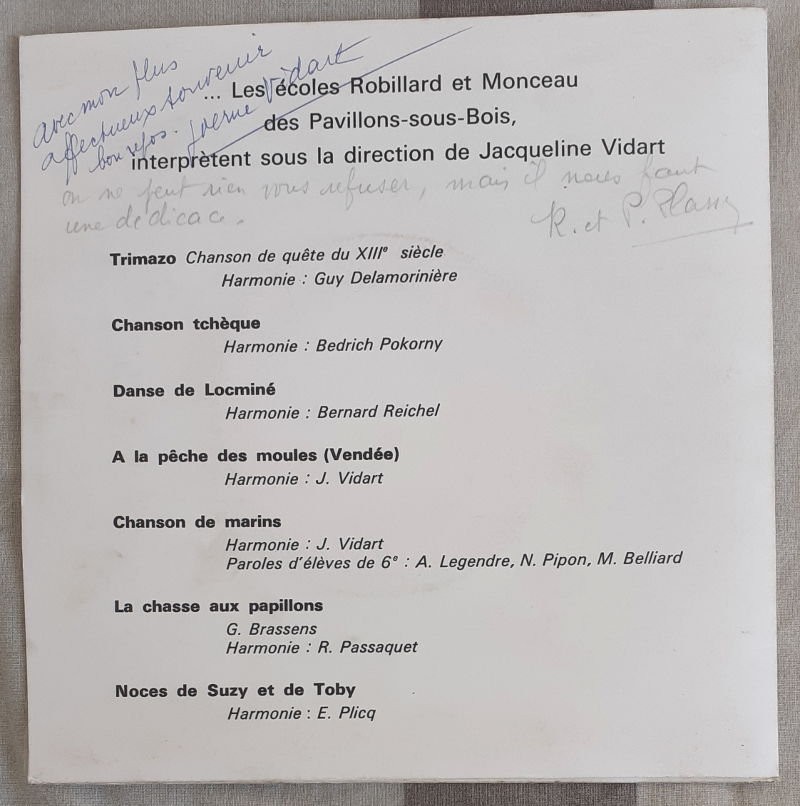 avec mon plus
affectueux souvenir
bon repos. Vidart
... Les écoles Robillard et Monceau
des Pavillons-sous-Bois,
interprètent sous la direction de Jacqueline Vidart
on ne peut rien vous refuser, mais il nous faut
une dédicace.
R. et P.
Trimazo Chanson de quête du XIIIe siècle
Harmonie : Guy Delamorinière
Chanson tchèque
Harmonie : Bedrich Pokorny
Danse de Locminé
Harmonie : Bernard Reichel
A la pêche des moules (Vendée)
Harmonie : J. Vidart
Chanson de marins
Harmonie : J. Vidart
Paroles d'élèves de 6e : A. Legendre, N. Pipon, M. Belliard
La chasse aux papillons
G. Brassens
Harmonie : R. Passaquet
Noces de Suzy et de Toby
Harmonie : E. Plicq